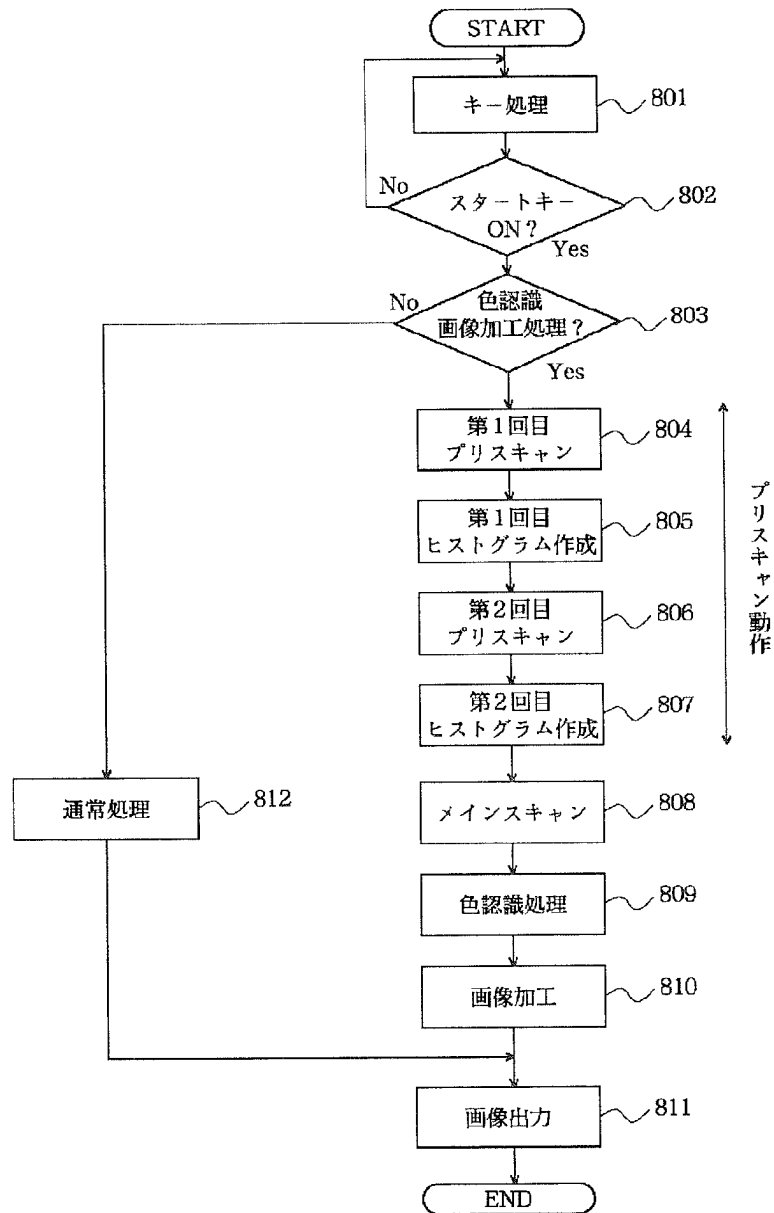 START
キー処理
801
No
スタートキー
ON?
802
Yes
No
色認識
画像加工処理?
803
Yes
第1回目
プリスキャン
804
第1回目
ヒストグラム作成
805
第2回目
プリスキャン
806
第2回目
ヒストグラム作成
807
プリスキャン動作
通常処理
812
メインスキャン
808
色認識処理
809
画像加工
810
画像出力
811
END